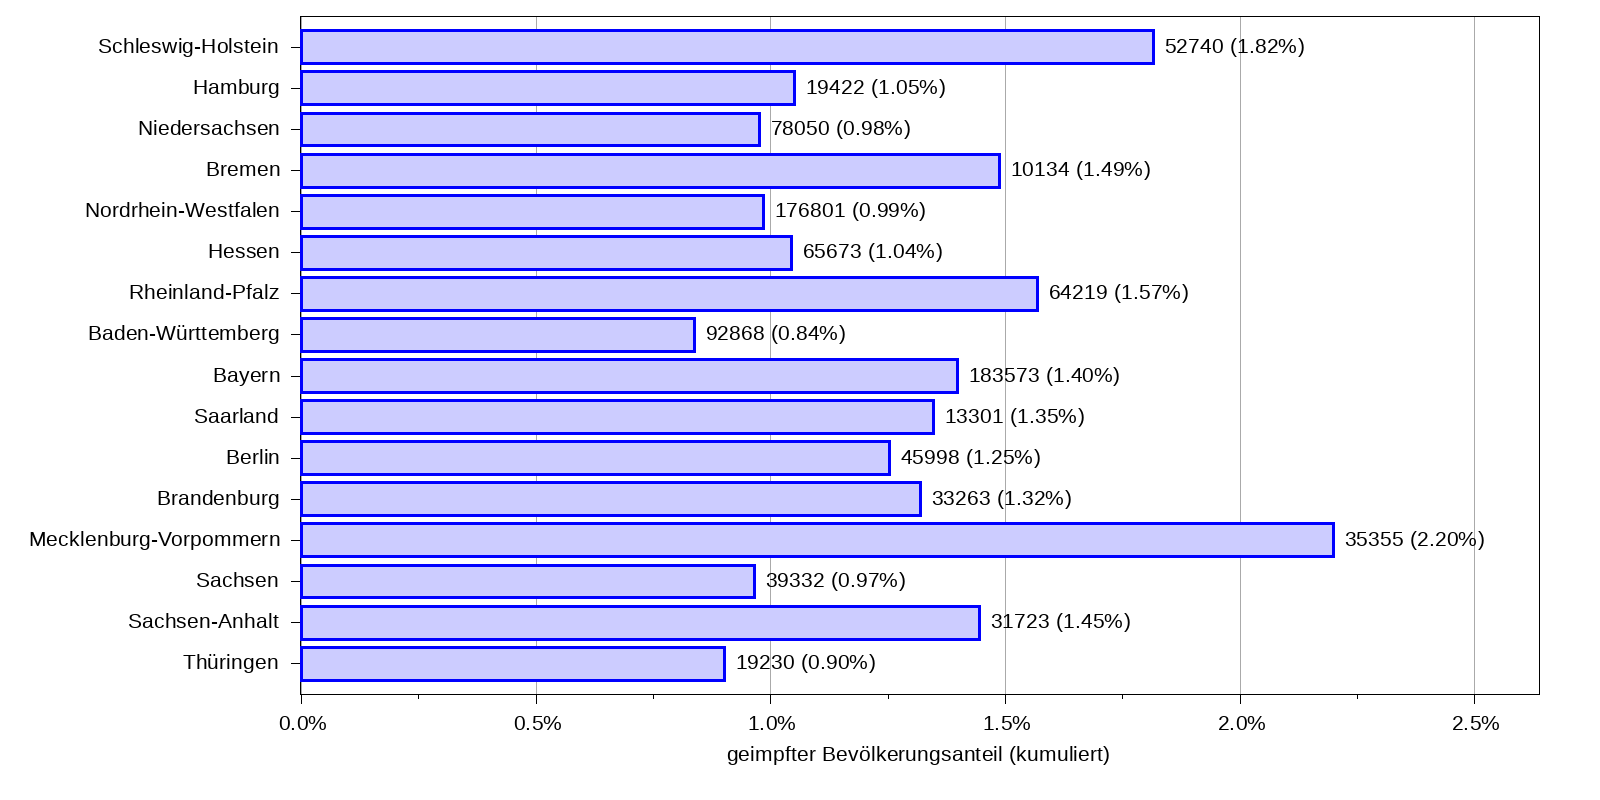 Schleswig-Holstein 52740 (1.82%)
Hamburg 19422 (1.05%)
Niedersachsen 78050 (0.98%)
Bremen 10134 (1.49%)
Nordrhein-Westfalen 176801 (0.99%)
Hessen 65673 (1.04%)
Rheinland-Pfalz 64219 (1.57%)
Baden-Württemberg 92868 (0.84%)
Bayern 183573 (1.40%)
Saarland 13301 (1.35%)
Berlin 45998 (1.25%)
Brandenburg 33263 (1.32%)
Mecklenburg-Vorpommern 35355 (2.20%)
Sachsen 39332 (0.97%)
Sachsen-Anhalt 31723 (1.45%)
Thüringen 19230 (0.90%)
0.0% 0.5% 1.0% 1.5% 2.0% 2.5%
geimpfter Bevölkerungsanteil (kumuliert)